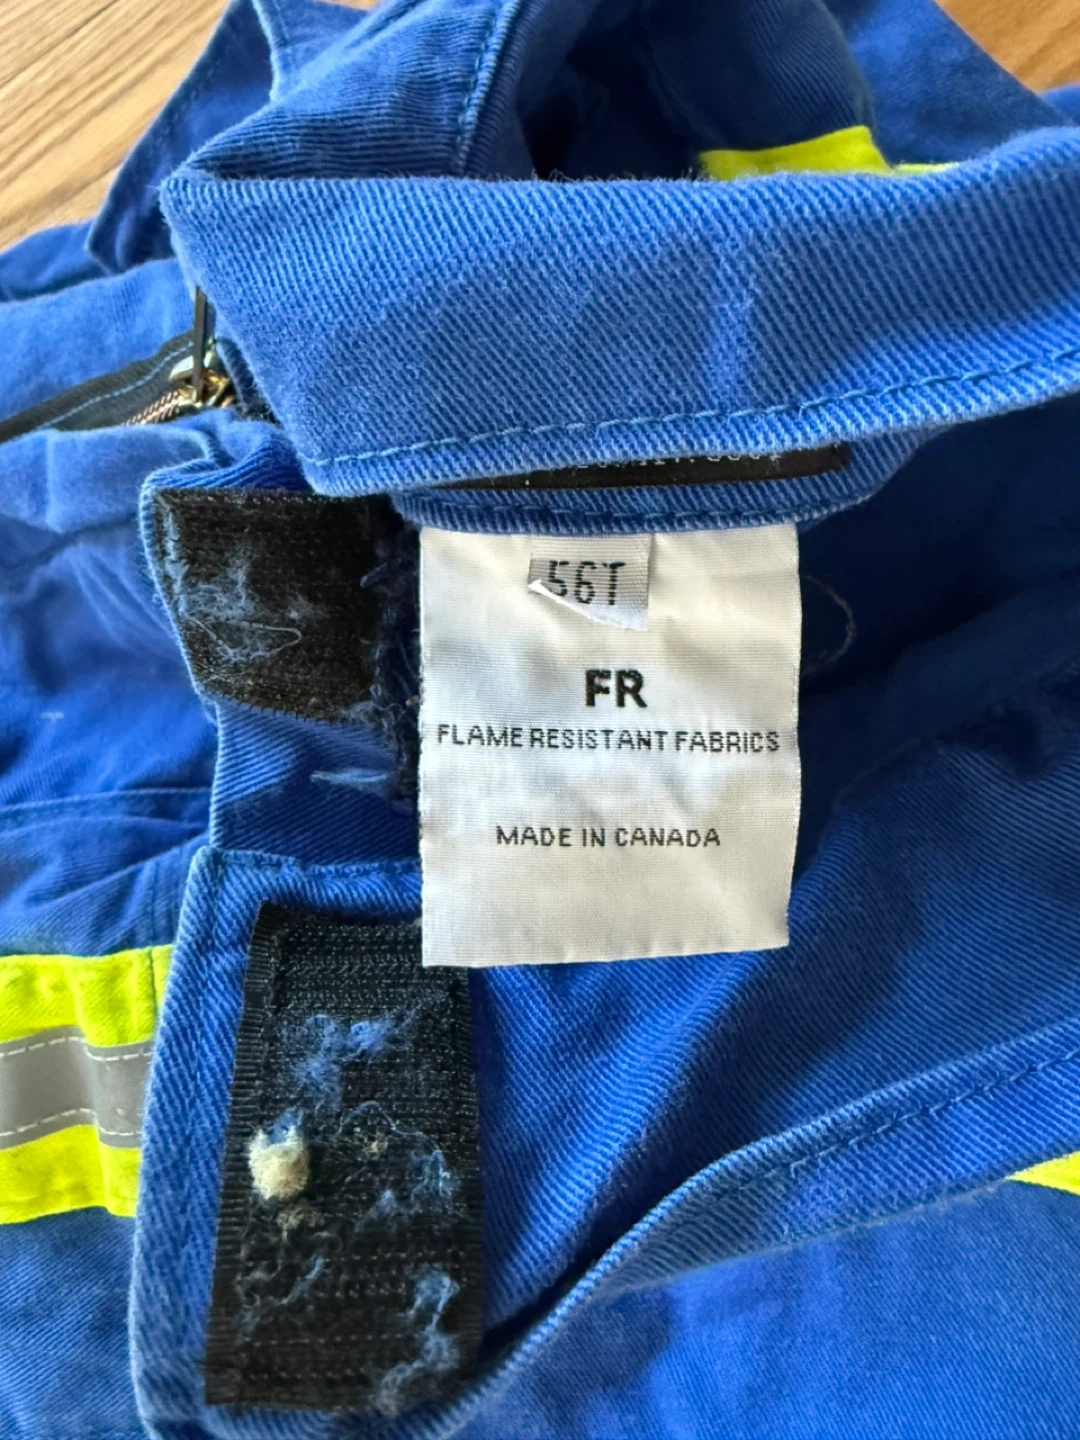 56T
FR
FLAME RESISTANT FABRICS
MADE IN CANADA